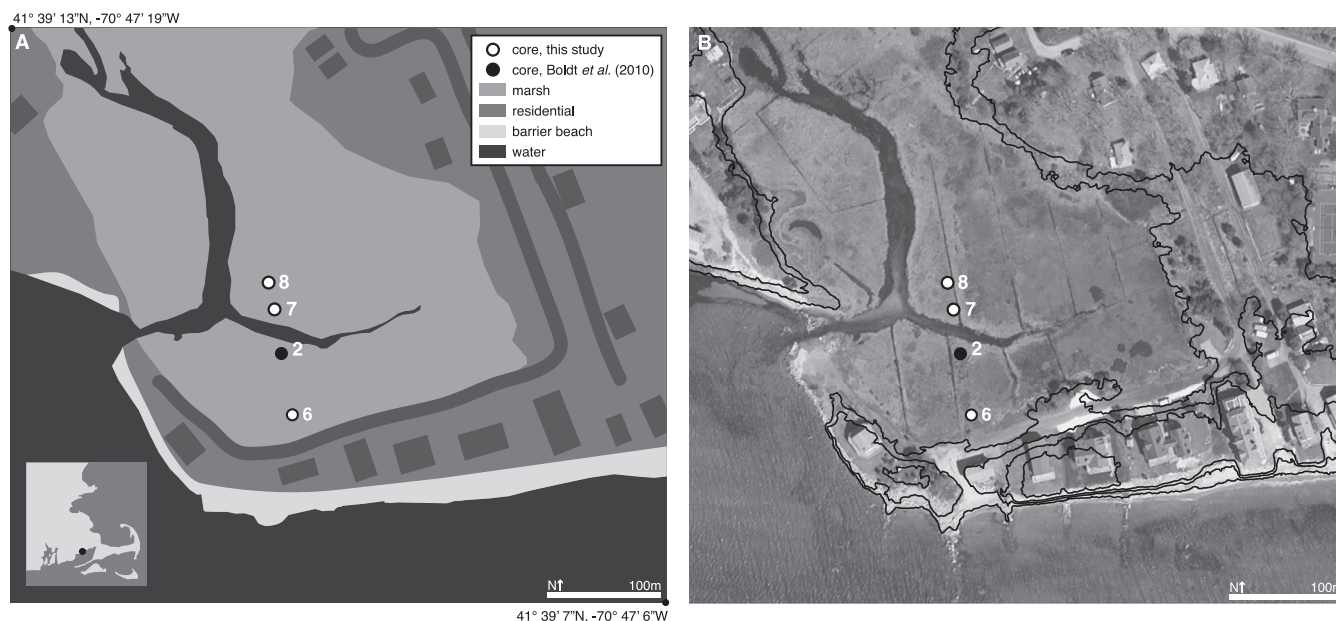 41° 39’ 13”N, -70° 47’ 19”W
A
core, this study
core, Boldt et al. (2010)
marsh
residential
barrier beach
water
8
7
2
6
N
100m
41° 39’ 7”N. -70° 47’ 6”W
B
8
7
2
6
N
100m